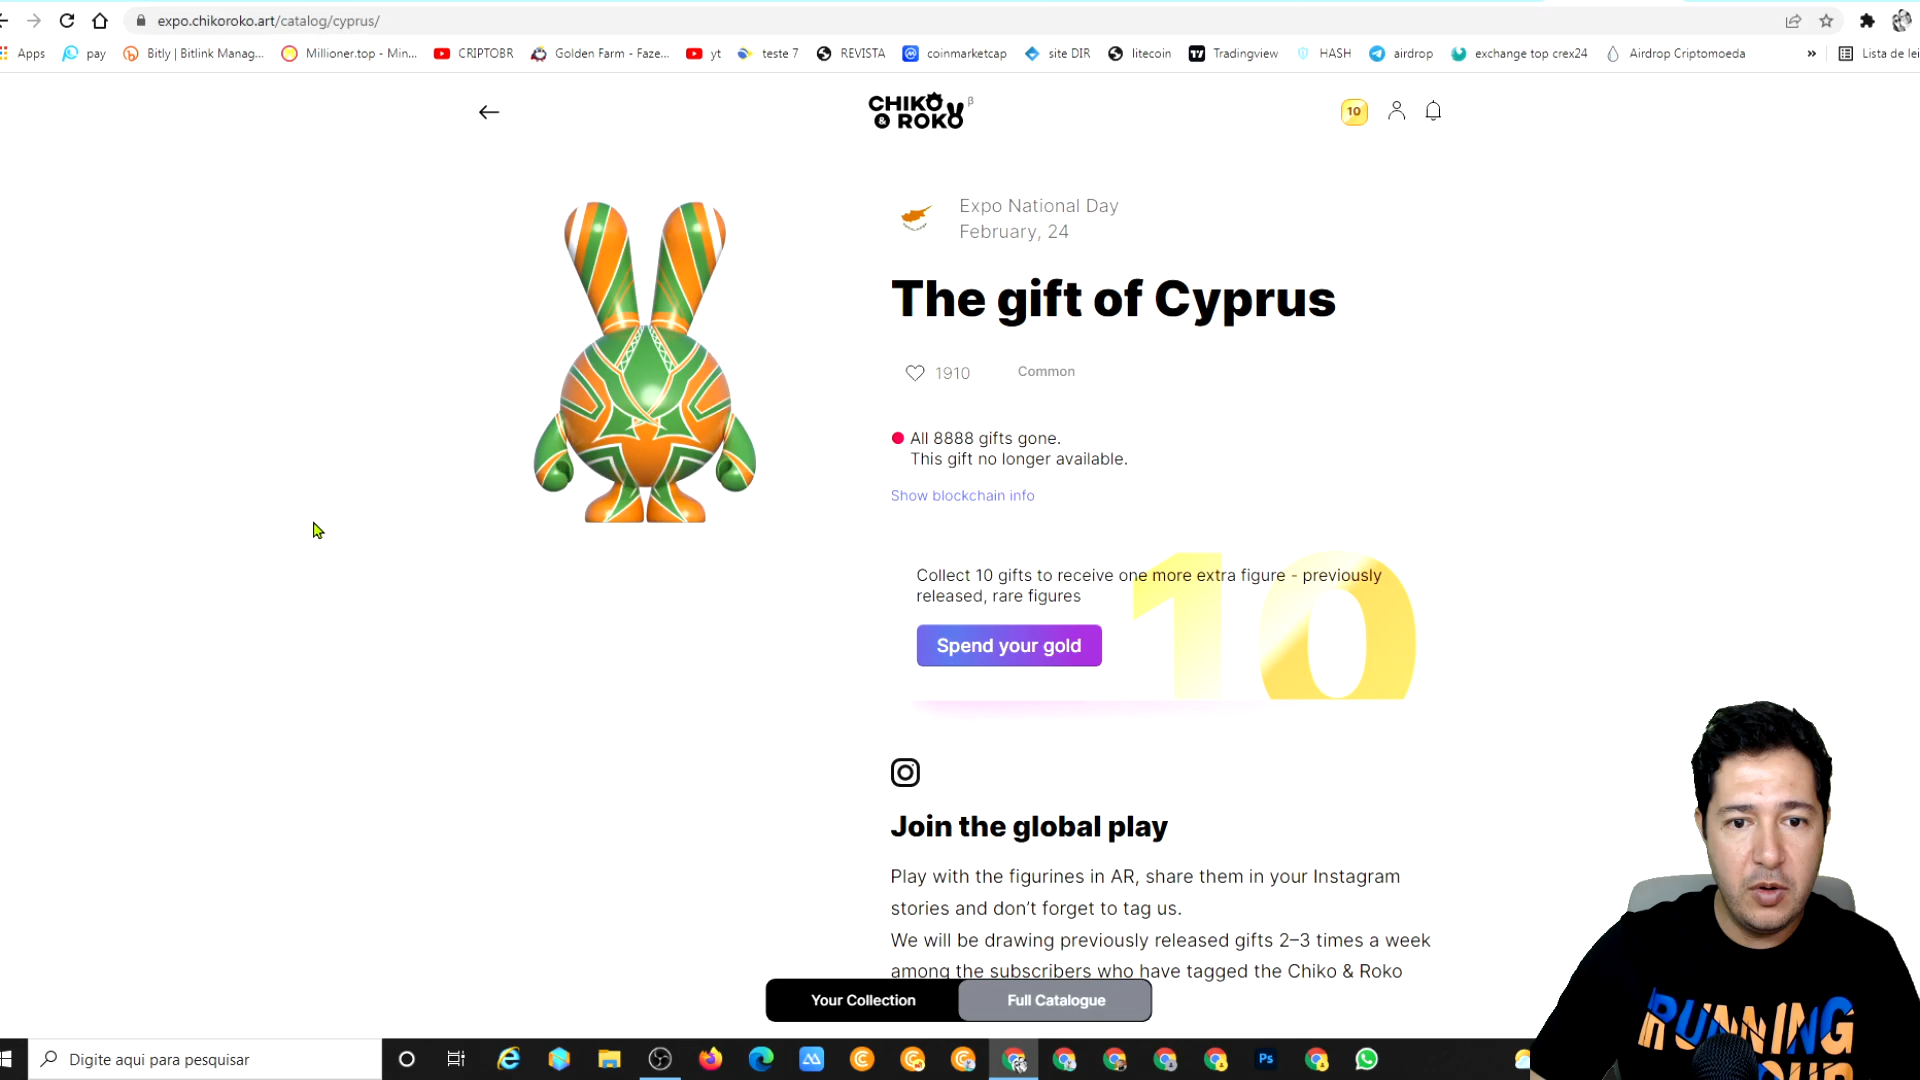 expo.chikoroko.art/catalog/cyprus/
Apps pay Bitly | Bitlink Manag... Millioner.top - Min... CRIPTOBR Golden Farm - Faze... yt teste 7 REVISTA coinmarketcap site DIR litecoin Tradingview HASH airdrop exchange top crex24 Airdrop Criptomoeda » Lista de lei
CHIKO β
& ROKO
10
Expo National Day
February, 24
The gift of Cyprus
1910 Common
All 8888 gifts gone.
This gift no longer available.
Show blockchain info
10
Collect 10 gifts to receive one more extra figure - previously
released, rare figures
Spend your gold
Join the global play
Play with the figurines in AR, share them in your Instagram
stories and don’t forget to tag us.
We will be drawing previously released gifts 2–3 times a week
among the subscribers who have tagged the Chiko & Roko
Your Collection Full Catalogue
RUNNING
Digite aqui para pesquisar
Ps